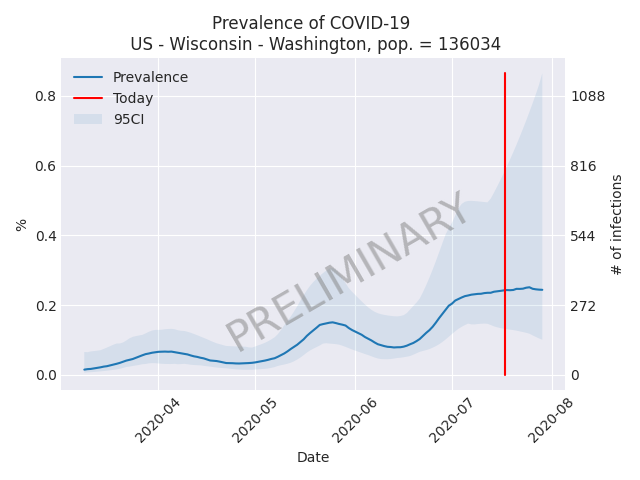 Prevalence of COVID-19
US - Wisconsin - Washington, pop. = 136034
Prevalence
Today
95CI
PRELIMINARY
%
0.8
0.6
0.4
0.2
0.0
1088
816
544
272
0
# of infections
2020-04
2020-05
2020-06
2020-07
2020-08
Date